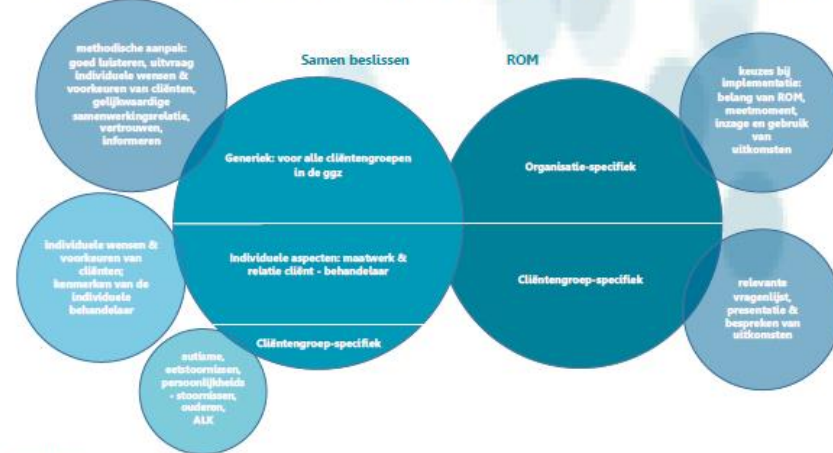 methodische aanpak:
goed luisteren, uitvraag
individuele wensen &
voorkeuren van cliënten,
gelijkwaardige
samenwerkingsrelatie,
vertrouwen,
informeren
Samen beslissen
Generiek: voor alle cliëntengroepen
in de ggz
individuele wensen &
voorkeuren van
cliënten;
kenmerken van de
individuele
behandelaar
Individuele aspecten: maatwerk &
relatie cliënt - behandelaar
Cliëntengroep-specifiek
autisme,
eetstoornissen,
persoonlijkheids
- stoornissen,
ouderen,
ALK
ROM
Organisatie-specifiek
Cliëntengroep-specifiek
keuzes bij
implementatie:
belang van ROM,
meetmoment,
inzage en gebruik
van
uitkomsten
relevante
vragenlijst,
presentatie &
bespreken van
uitkomsten